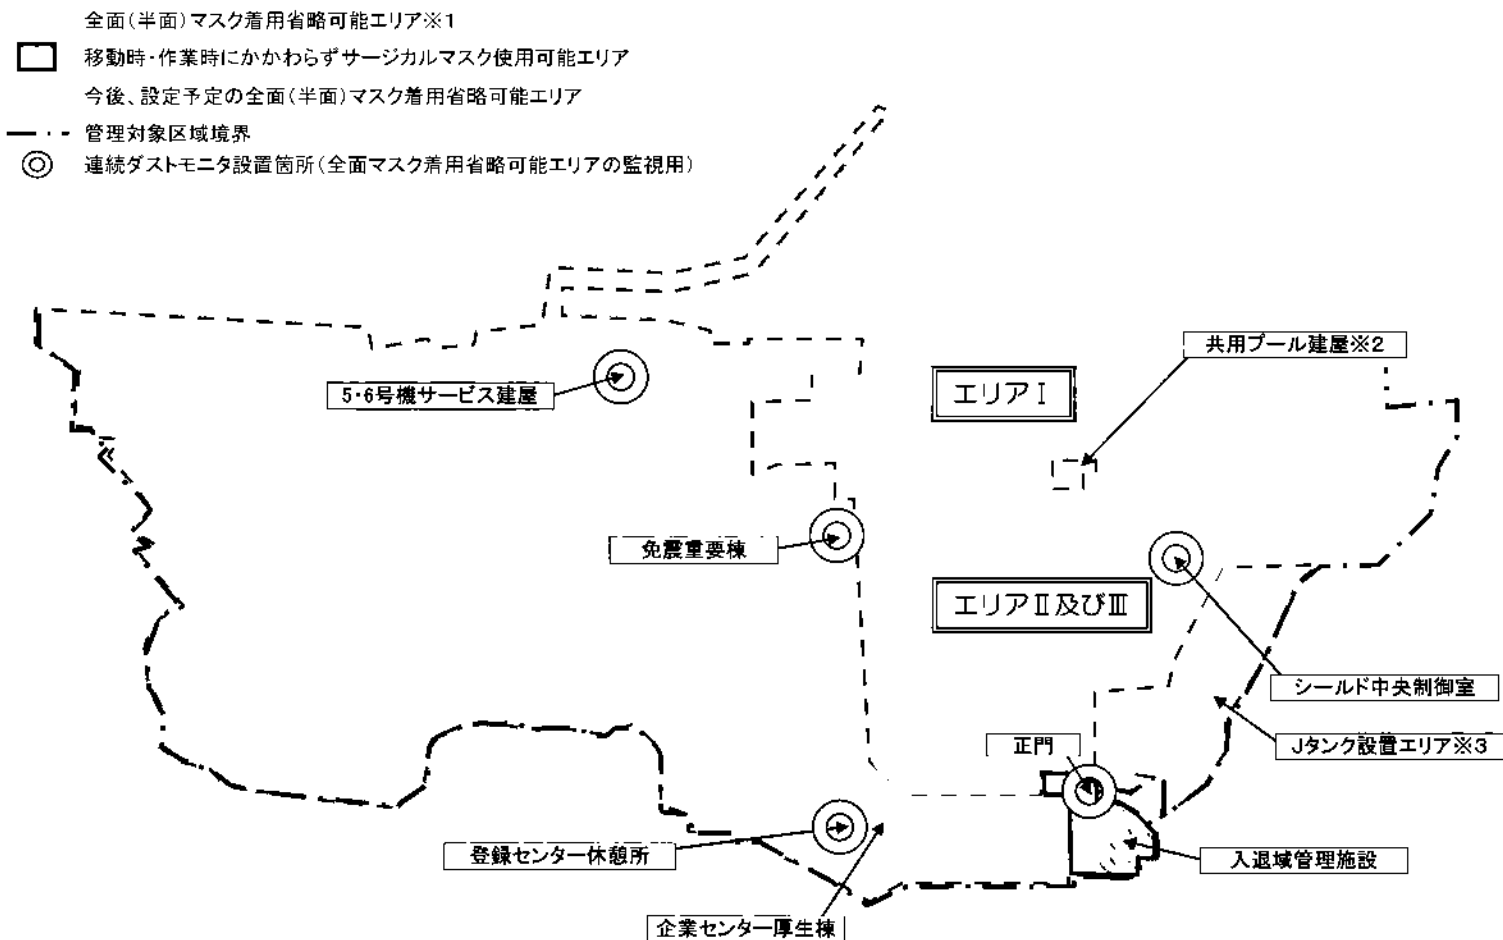 全面(半面)マスク着用省略可能エリア※1
移動時・作業時にかかわらずサージカルマスク使用可能エリア
今後、設定予定の全面(半面)マスク着用省略可能エリア
管理対象区域境界
連続ダストモニタ設置箇所(全面マスク着用省略可能エリアの監視用)
共用プール建屋※2
5・6号機サービス建屋
エリアⅠ
免震重要棟
エリアⅡ及びⅢ
シールド中央制御室
正門
Jタンク設置エリア※3
登録センター休憩所
入退域管理施設
企業センター厚生棟